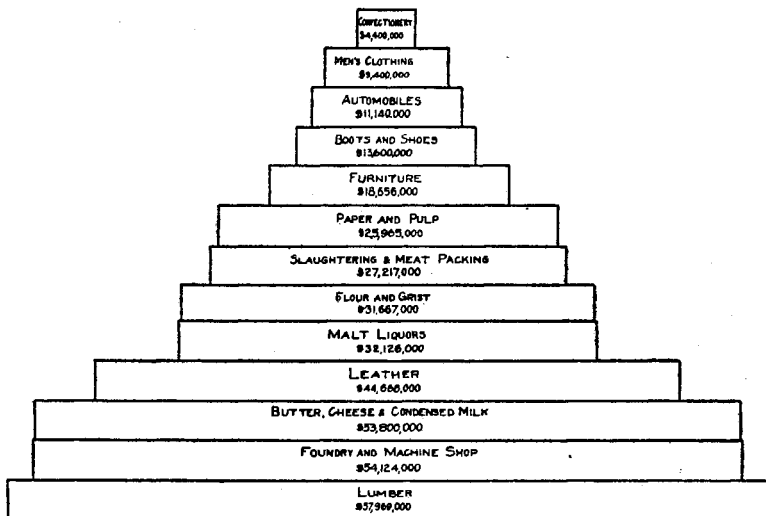 CONFECTIONERY
$4,400,000
MEN'S CLOTHING
$9,400,000
AUTOMOBILES
$11,140,000
BOOTS AND SHOES
$13,600,000
FURNITURE
$18,656,000
PAPER AND PULP
$25,965,000
SLAUGHTERING & MEAT PACKING
$27,217,000
FLOUR AND GRIST
$31,667,000
MALT LIQUORS
$32,126,000
LEATHER
$44,668,000
BUTTER, CHEESE & CONDENSED MILK
$53,800,000
FOUNDRY AND MACHINE SHOP
$54,124,000
LUMBER
$57,969,000